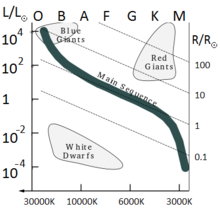 L/L☉ O B A F G K M
10⁴ Blue Giants R/R☉
Red Giants
10² 100
Main Sequence
10
1
1
10⁻² White Dwarfs
0.1
10⁻⁴
30000K 10000K 6000K 3000K